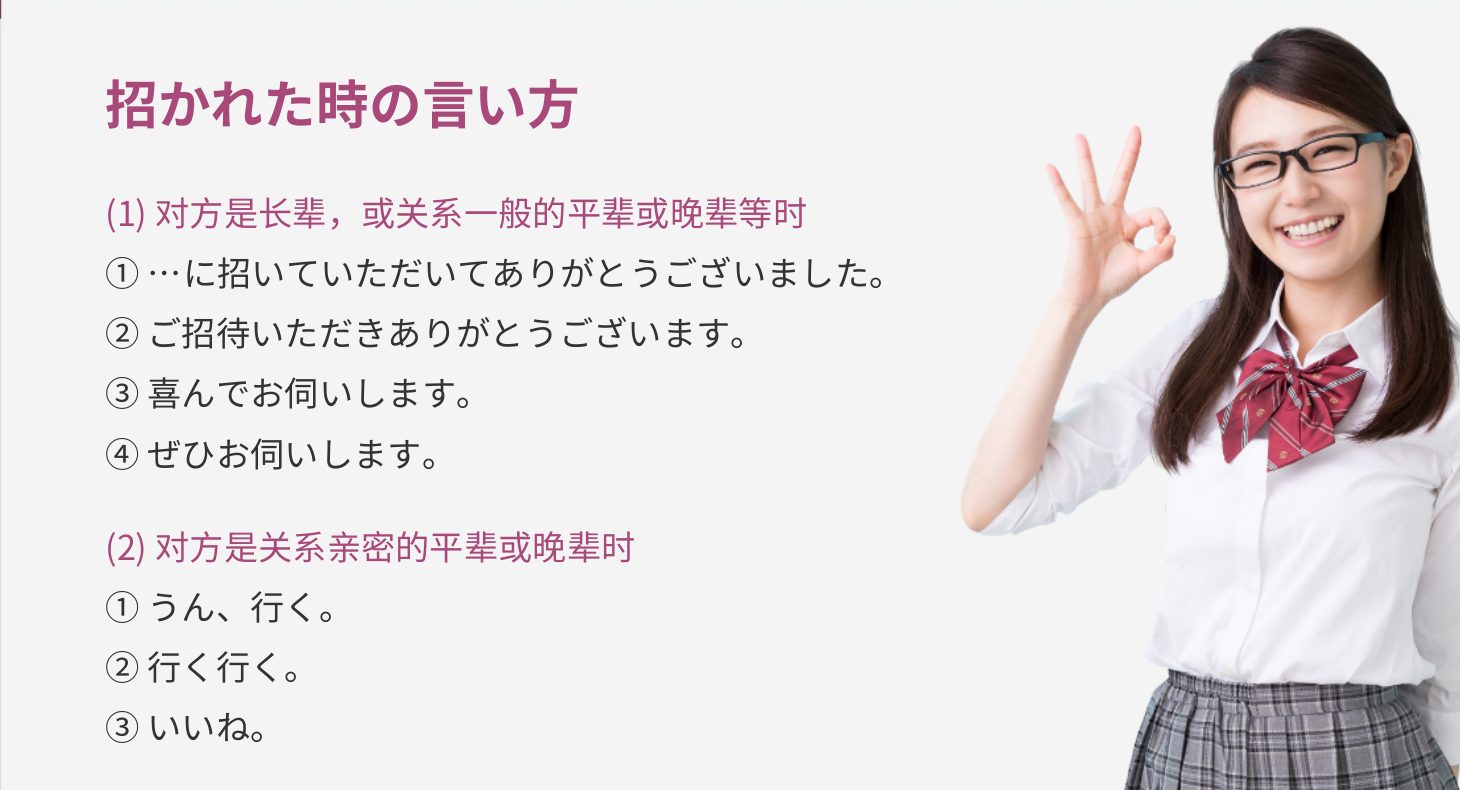 招かれた時の言い方
(1) 对方是长辈，或关系一般的平辈或晚辈等时
① …に招いていただいてありがとうございました。
② ご招待いただきありがとうございます。
③ 喜んでお伺いします。
④ ぜひお伺いします。
(2) 对方是关系亲密的平辈或晚辈时
① うん、行く。
② 行く行く。
③ いいね。